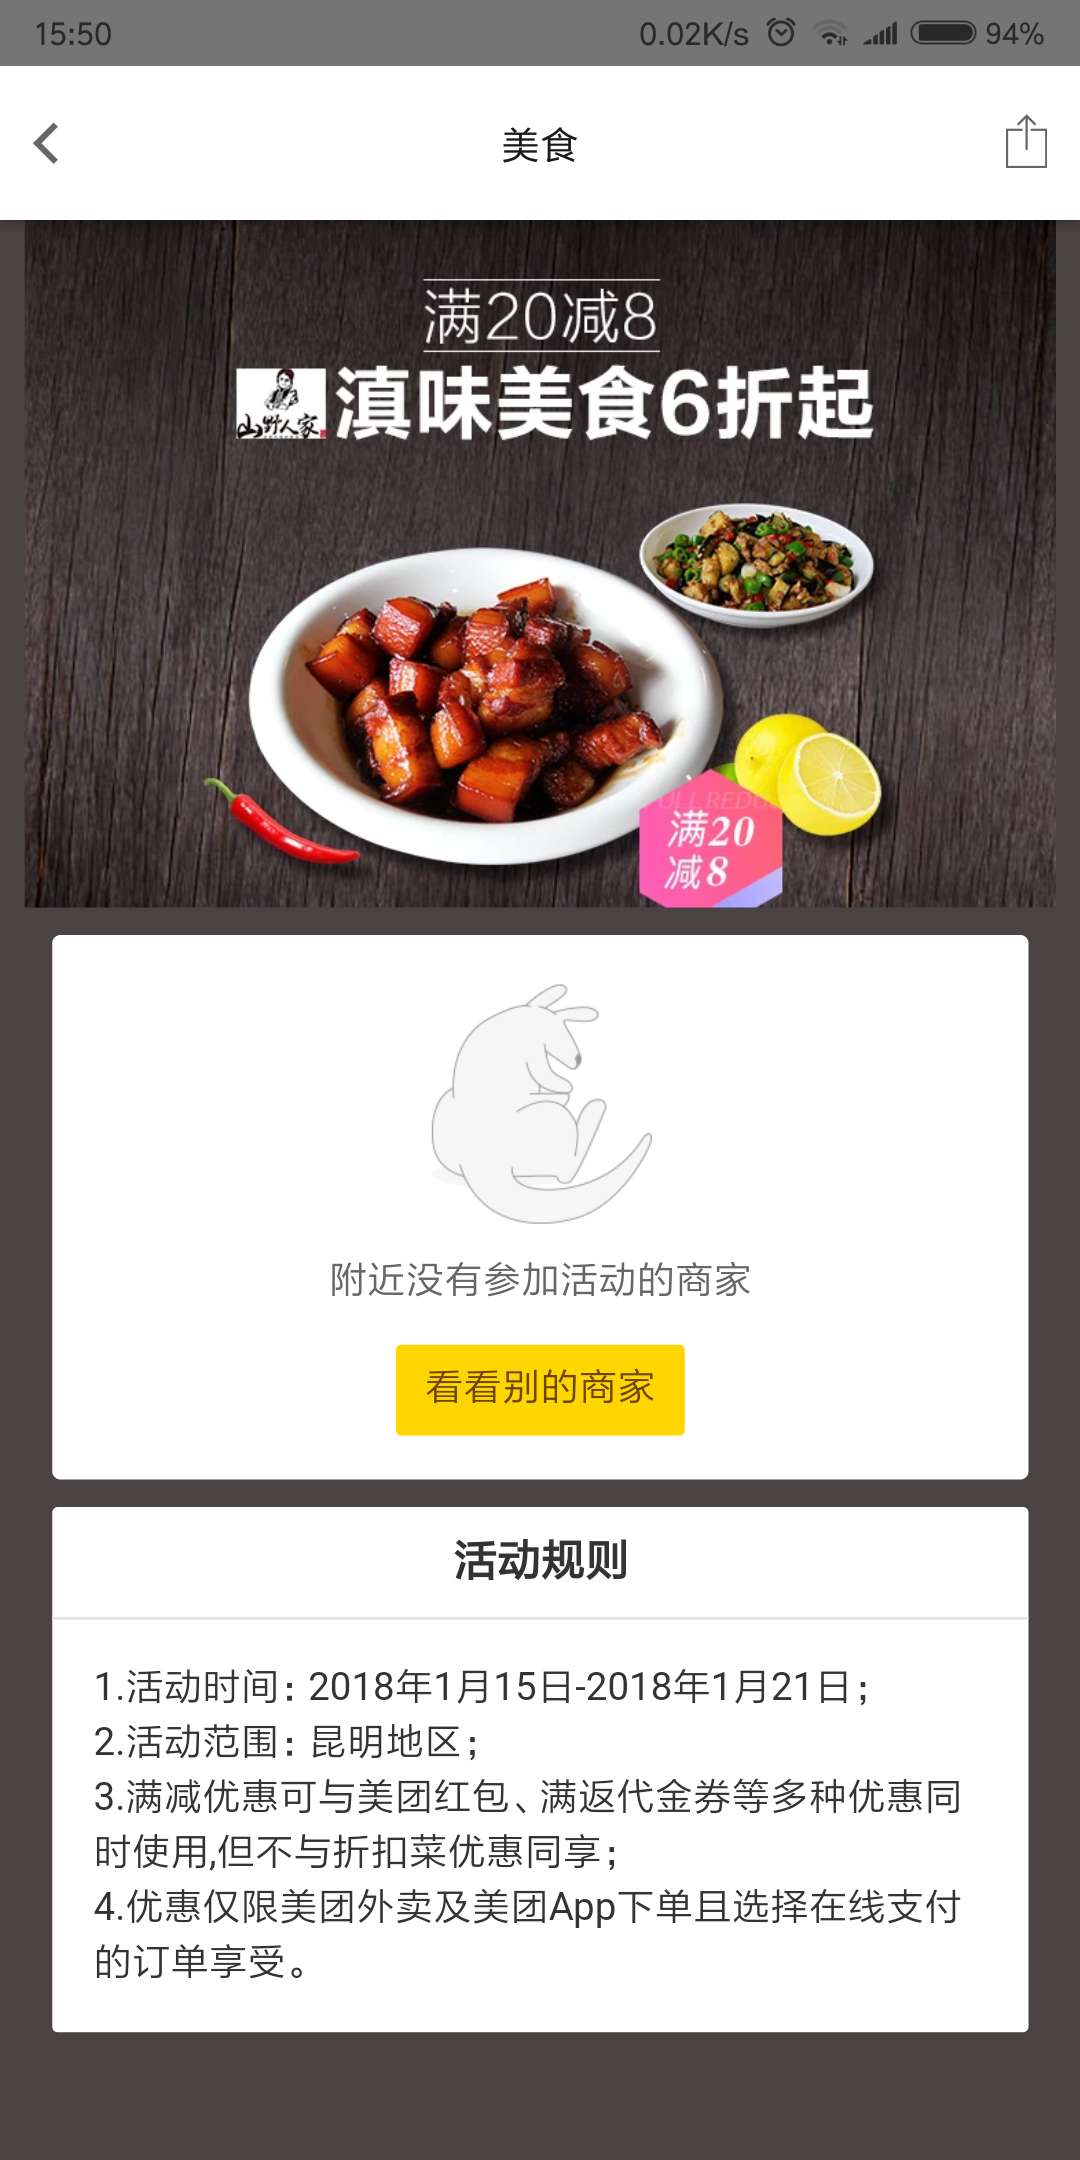 15:50
0.02K/s
94%
美食
满20减8
山野人家
滇味美食6折起
满20
减8
附近没有参加活动的商家
看看别的商家
活动规则
1.活动时间：2018年1月15日-2018年1月21日；
2.活动范围：昆明地区；
3.满减优惠可与美团红包、满返代金券等多种优惠同
时使用,但不与折扣菜优惠同享；
4.优惠仅限美团外卖及美团App下单且选择在线支付
的订单享受。